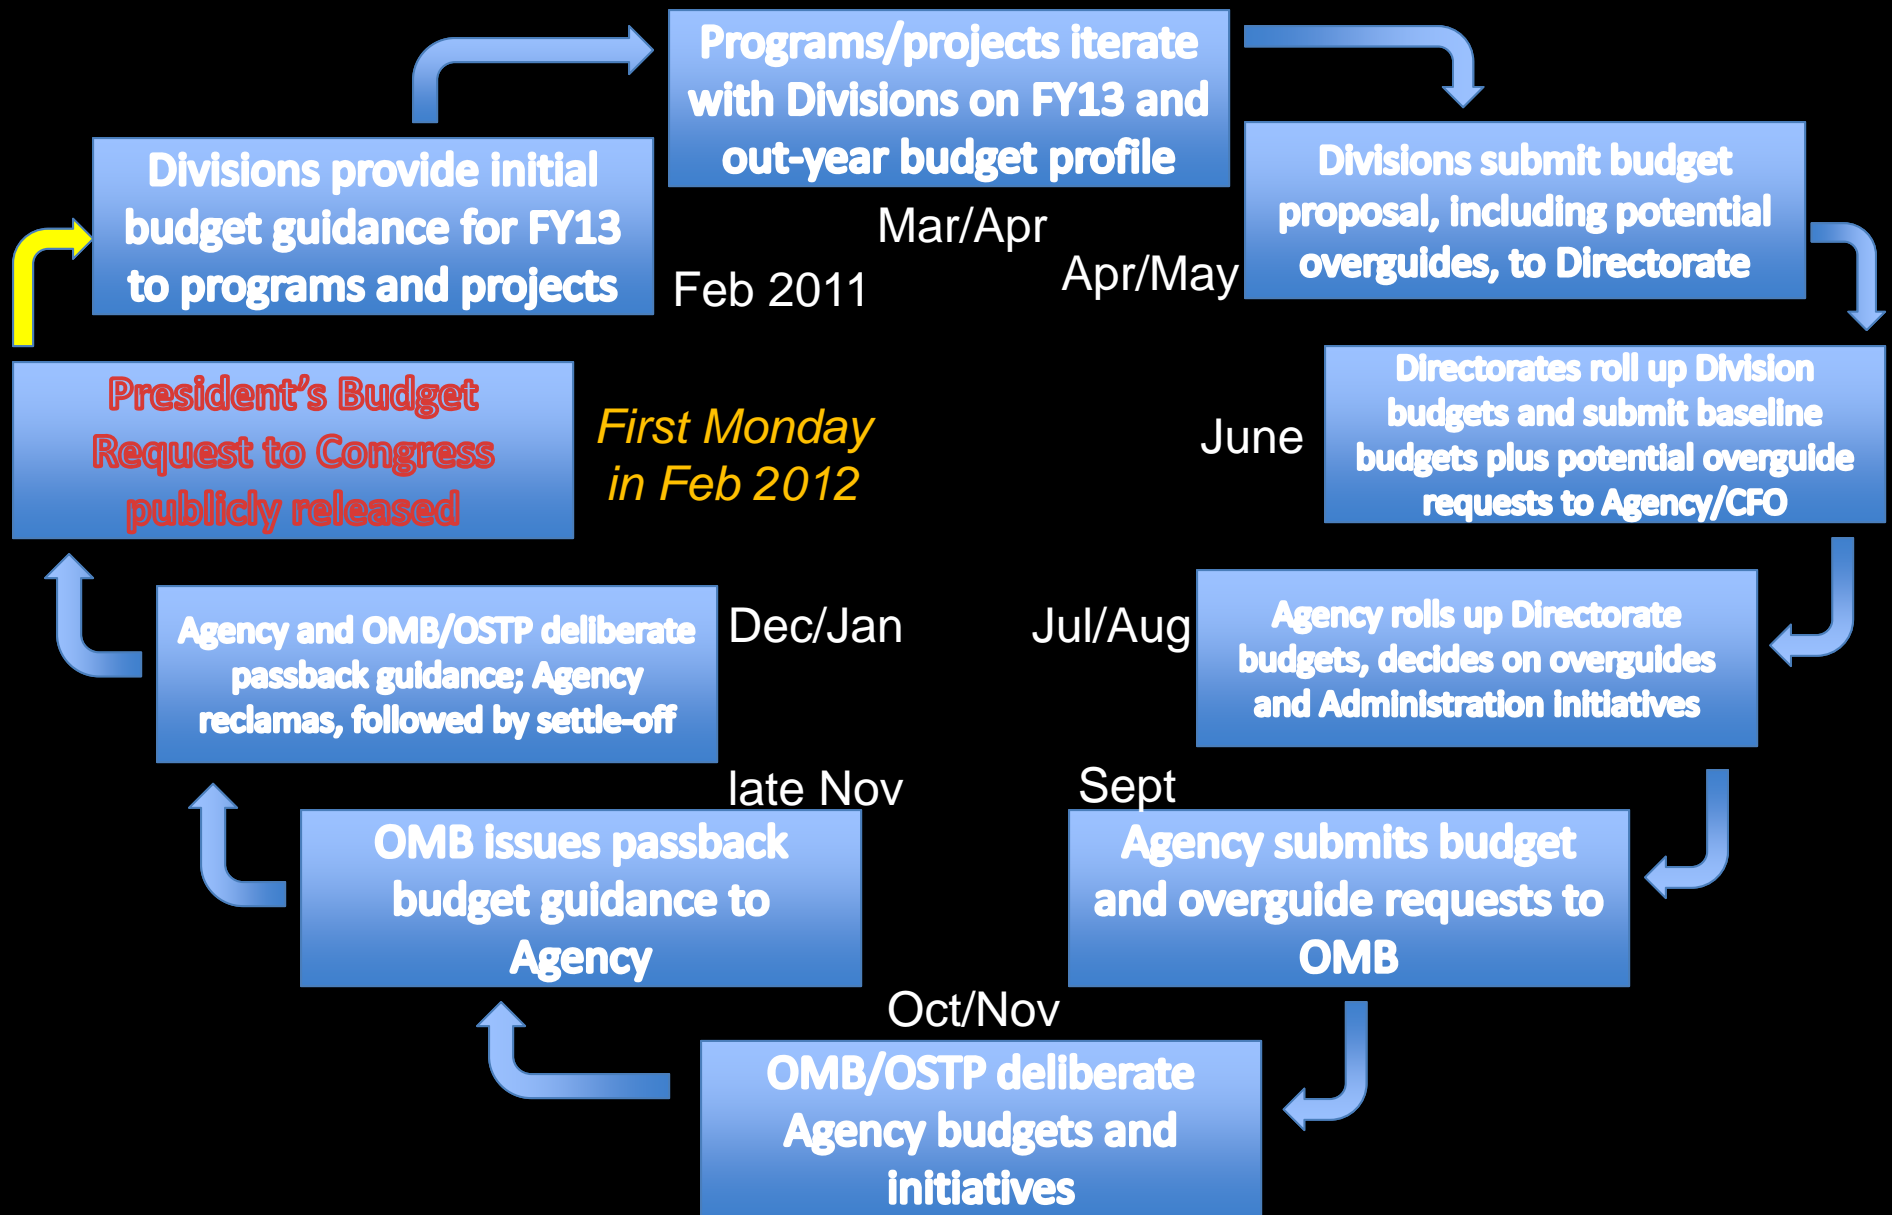 Programs/projects iterate
with Divisions on FY13 and
out-year budget profile
Mar/Apr
Divisions submit budget
proposal, including potential
overguides, to Directorate
Apr/May
Directorates roll up Division
budgets and submit baseline
budgets plus potential overguide
requests to Agency/CFO
June
Agency rolls up Directorate
budgets, decides on overguides
and Administration initiatives
Jul/Aug
Agency submits budget
and overguide requests to
OMB
Sept
OMB/OSTP deliberate
Agency budgets and
initiatives
Oct/Nov
OMB issues passback
budget guidance to
Agency
late Nov
Agency and OMB/OSTP deliberate
passback guidance; Agency
reclamas, followed by settle-off
Dec/Jan
President’s Budget
Request to Congress
publicly released
First Monday
in Feb 2012
Divisions provide initial
budget guidance for FY13
to programs and projects
Feb 2011